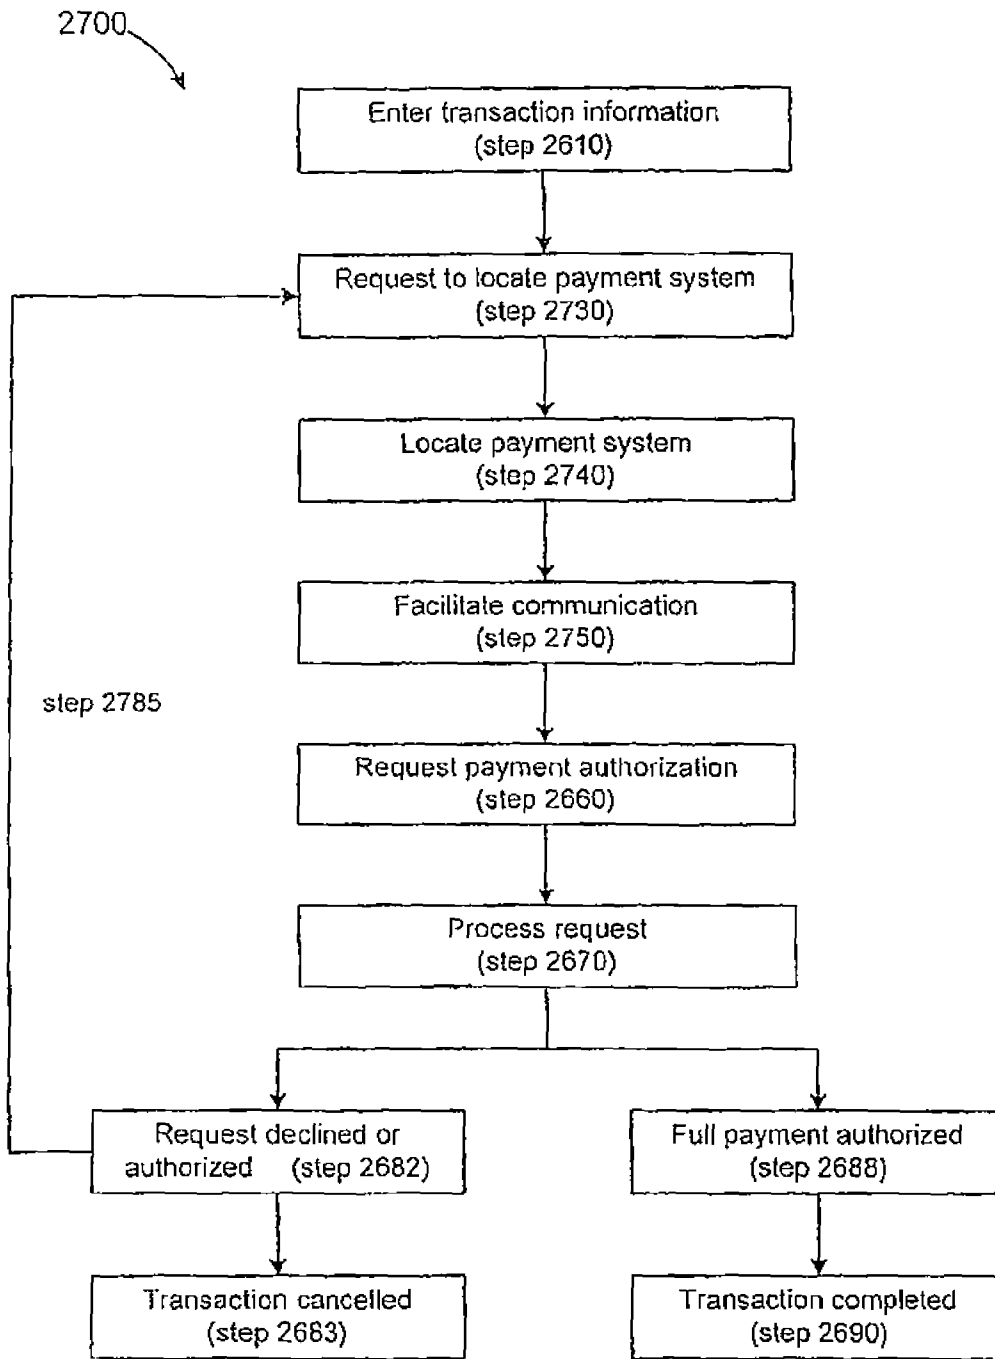 2700
Enter transaction information
(step 2610)
Request to locate payment system
(step 2730)
Locate payment system
(step 2740)
Facilitate communication
(step 2750)
step 2785
Request payment authorization
(step 2660)
Process request
(step 2670)
Request declined or
authorized (step 2682)
Full payment authorized
(step 2688)
Transaction cancelled
(step 2683)
Transaction completed
(step 2690)